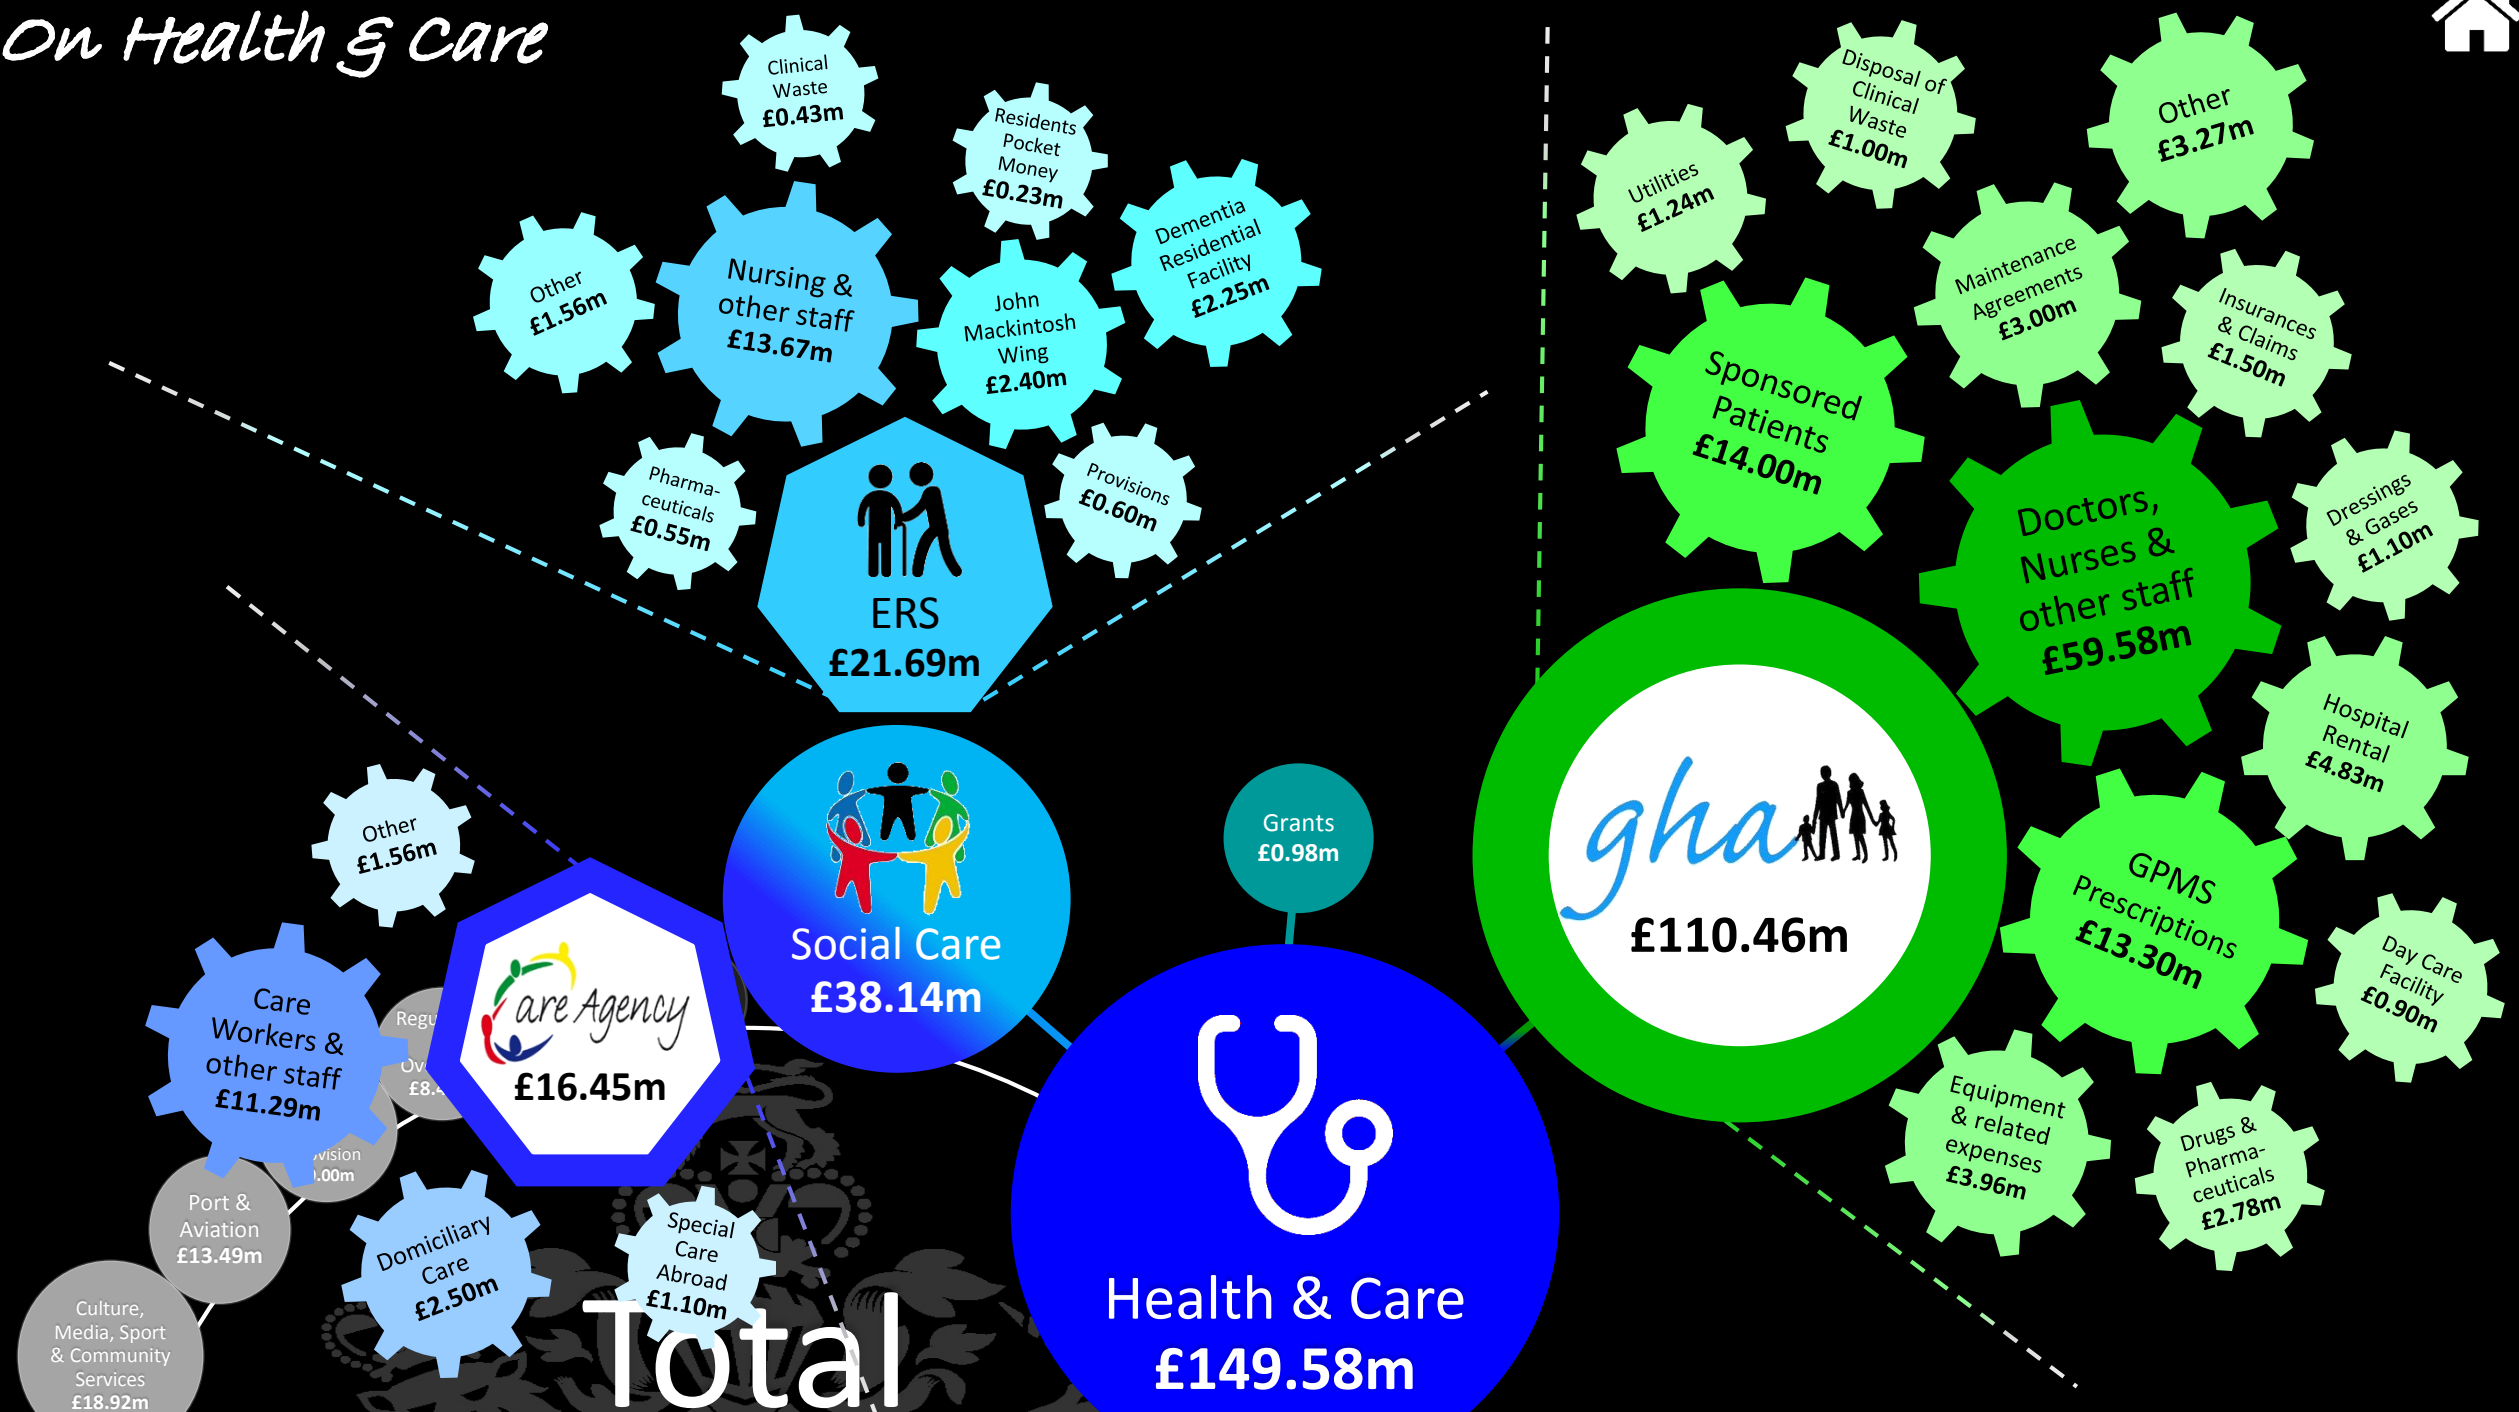 On Health & Care
Clinical
Waste
£0.43m
Residents
Pocket
Money
£0.23m
Dementia
Residential
Facility
£2.25m
Other
£1.56m
Nursing &
other staff
£13.67m
John
Mackintosh
Wing
£2.40m
Pharma-
ceuticals
£0.55m
Provisions
£0.60m
ERS
£21.69m
Other
£1.56m
Care
Workers &
other staff
£11.29m
Care Agency
£16.45m
Domiciliary
Care
£2.50m
Special
Care
Abroad
£1.10m
Social Care
£38.14m
Grants
£0.98m
Health & Care
£149.58m
gha
£110.46m
Utilities
£1.24m
Disposal of
Clinical
Waste
£1.00m
Other
£3.27m
Maintenance
Agreements
£3.00m
Insurances
& Claims
£1.50m
Sponsored
Patients
£14.00m
Doctors,
Nurses &
other staff
£59.58m
Dressings
& Gases
£1.10m
Hospital
Rental
£4.83m
GPMS
Prescriptions
£13.30m
Day Care
Facility
£0.90m
Equipment
& related
expenses
£3.96m
Drugs &
Pharma-
ceuticals
£2.78m
Port &
Aviation
£13.49m
Culture,
Media, Sport
& Community
Services
£18.92m
Total